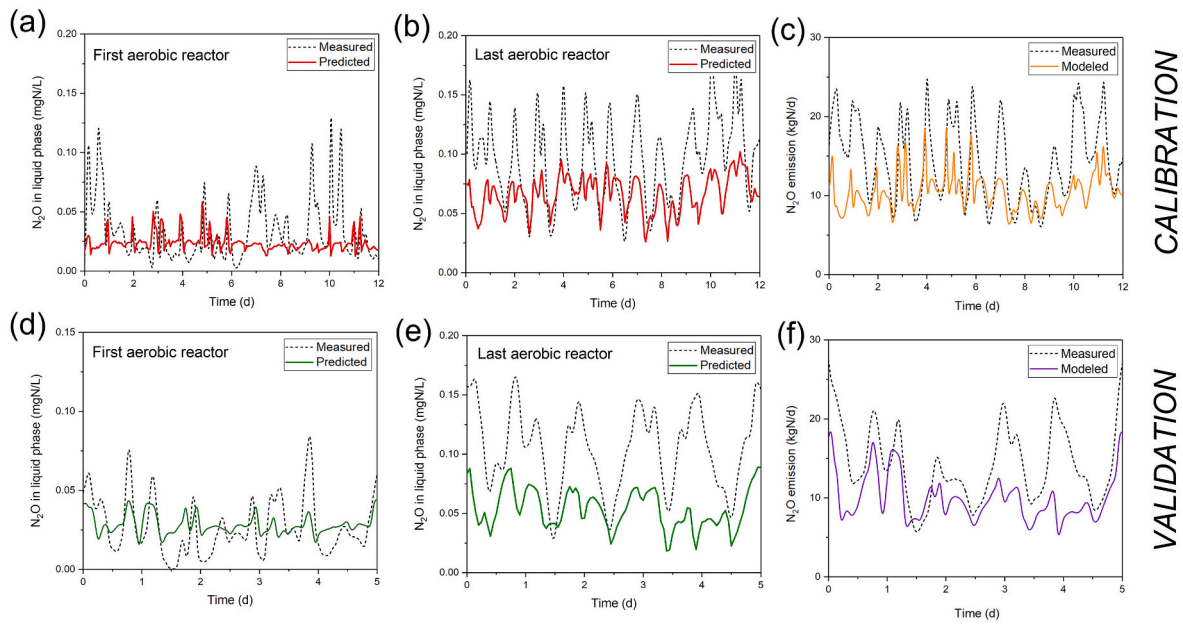 (a)
First aerobic reactor
Measured
Predicted
N₂O in liquid phase (mgN/L)
0.20
0.15
0.10
0.05
0.00
0 2 4 6 8 10 12
Time (d)
(b)
Last aerobic reactor
Measured
Predicted
N₂O in liquid phase (mgN/L)
0.20
0.15
0.10
0.05
0.00
0 2 4 6 8 10 12
Time (d)
(c)
Measured
Modeled
N₂O emission (kgN/d)
30
20
10
0
0 2 4 6 8 10 12
Time (d)
CALIBRATION
(d)
First aerobic reactor
Measured
Predicted
N₂O in liquid phase (mgN/L)
0.15
0.10
0.05
0.00
0 1 2 3 4 5
Time (d)
(e)
Last aerobic reactor
Measured
Predicted
N₂O in liquid phase (mgN/L)
0.20
0.15
0.10
0.05
0.00
0 1 2 3 4 5
Time (d)
(f)
Measured
Modeled
N₂O emission (kgN/d)
30
20
10
0
0 1 2 3 4 5
Time (d)
VALIDATION